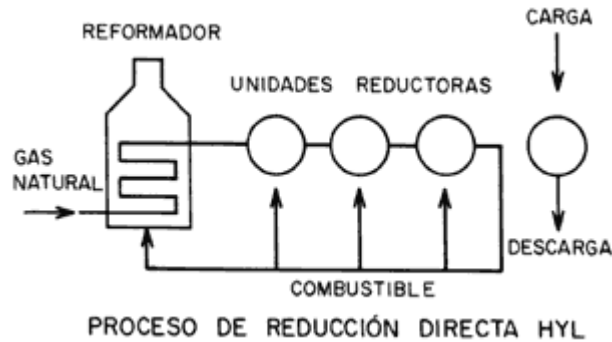 REFORMADOR
CARGA
UNIDADES REDUCTORAS
GAS
NATURAL
DESCARGA
COMBUSTIBLE
PROCESO DE REDUCCIÓN DIRECTA HYL